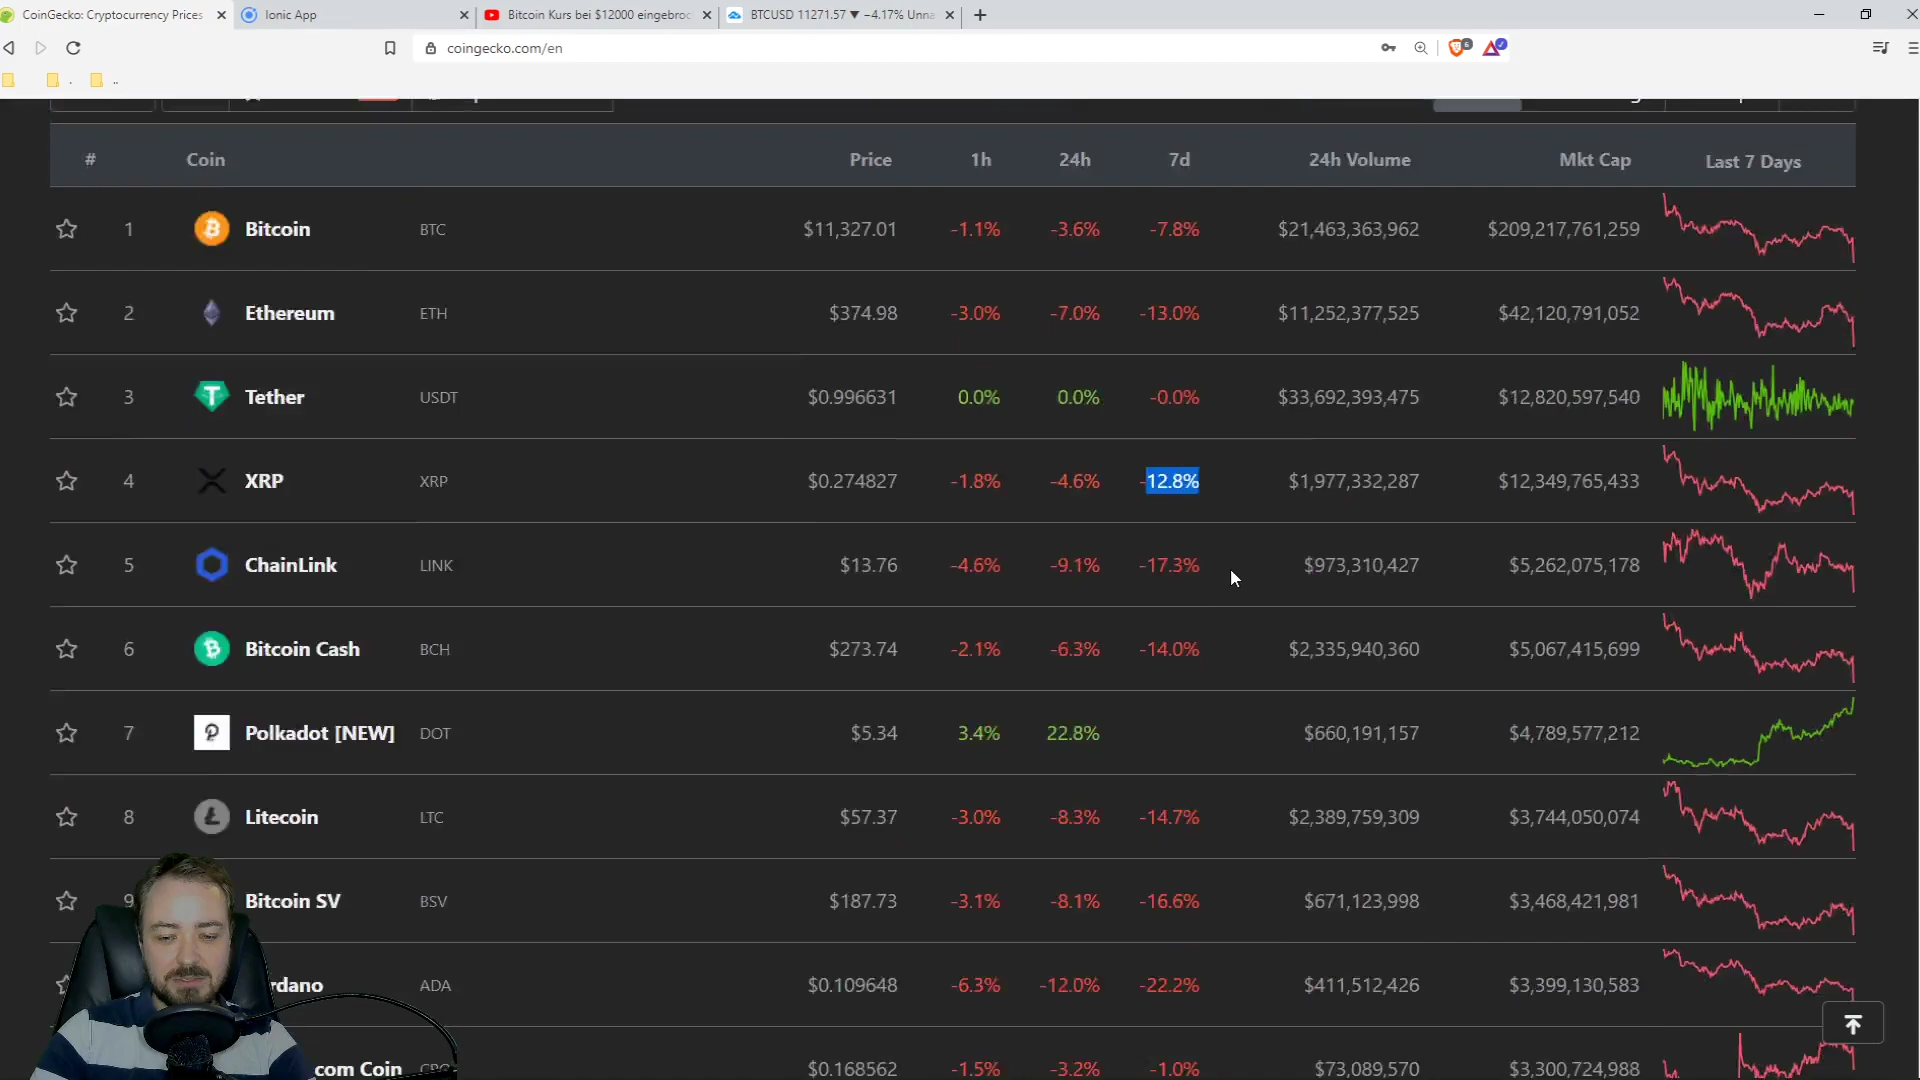 CoinGecko: Cryptocurrency Prices
Ionic App
Bitcoin Kurs bei $12000 eingebroc
BTCUSD 11271.57 ▼ −4.17% Unna
coingecko.com/en
6
.
..
# Coin Price 1h 24h 7d 24h Volume Mkt Cap Last 7 Days
1 Bitcoin BTC $11,327.01 -1.1% -3.6% -7.8% $21,463,363,962 $209,217,761,259
2 Ethereum ETH $374.98 -3.0% -7.0% -13.0% $11,252,377,525 $42,120,791,052
3 Tether USDT $0.996631 0.0% 0.0% -0.0% $33,692,393,475 $12,820,597,540
4 XRP XRP $0.274827 -1.8% -4.6% -12.8% $1,977,332,287 $12,349,765,433
5 ChainLink LINK $13.76 -4.6% -9.1% -17.3% $973,310,427 $5,262,075,178
6 Bitcoin Cash BCH $273.74 -2.1% -6.3% -14.0% $2,335,940,360 $5,067,415,699
7 Polkadot [NEW] DOT $5.34 3.4% 22.8% $660,191,157 $4,789,577,212
8 Litecoin LTC $57.37 -3.0% -8.3% -14.7% $2,389,759,309 $3,744,050,074
9 Bitcoin SV BSV $187.73 -3.1% -8.1% -16.6% $671,123,998 $3,468,421,981
rdano ADA $0.109648 -6.3% -12.0% -22.2% $411,512,426 $3,399,130,583
com Coin CRO $0.168562 -1.5% -3.2% -1.0% $73,089,570 $3,300,724,988